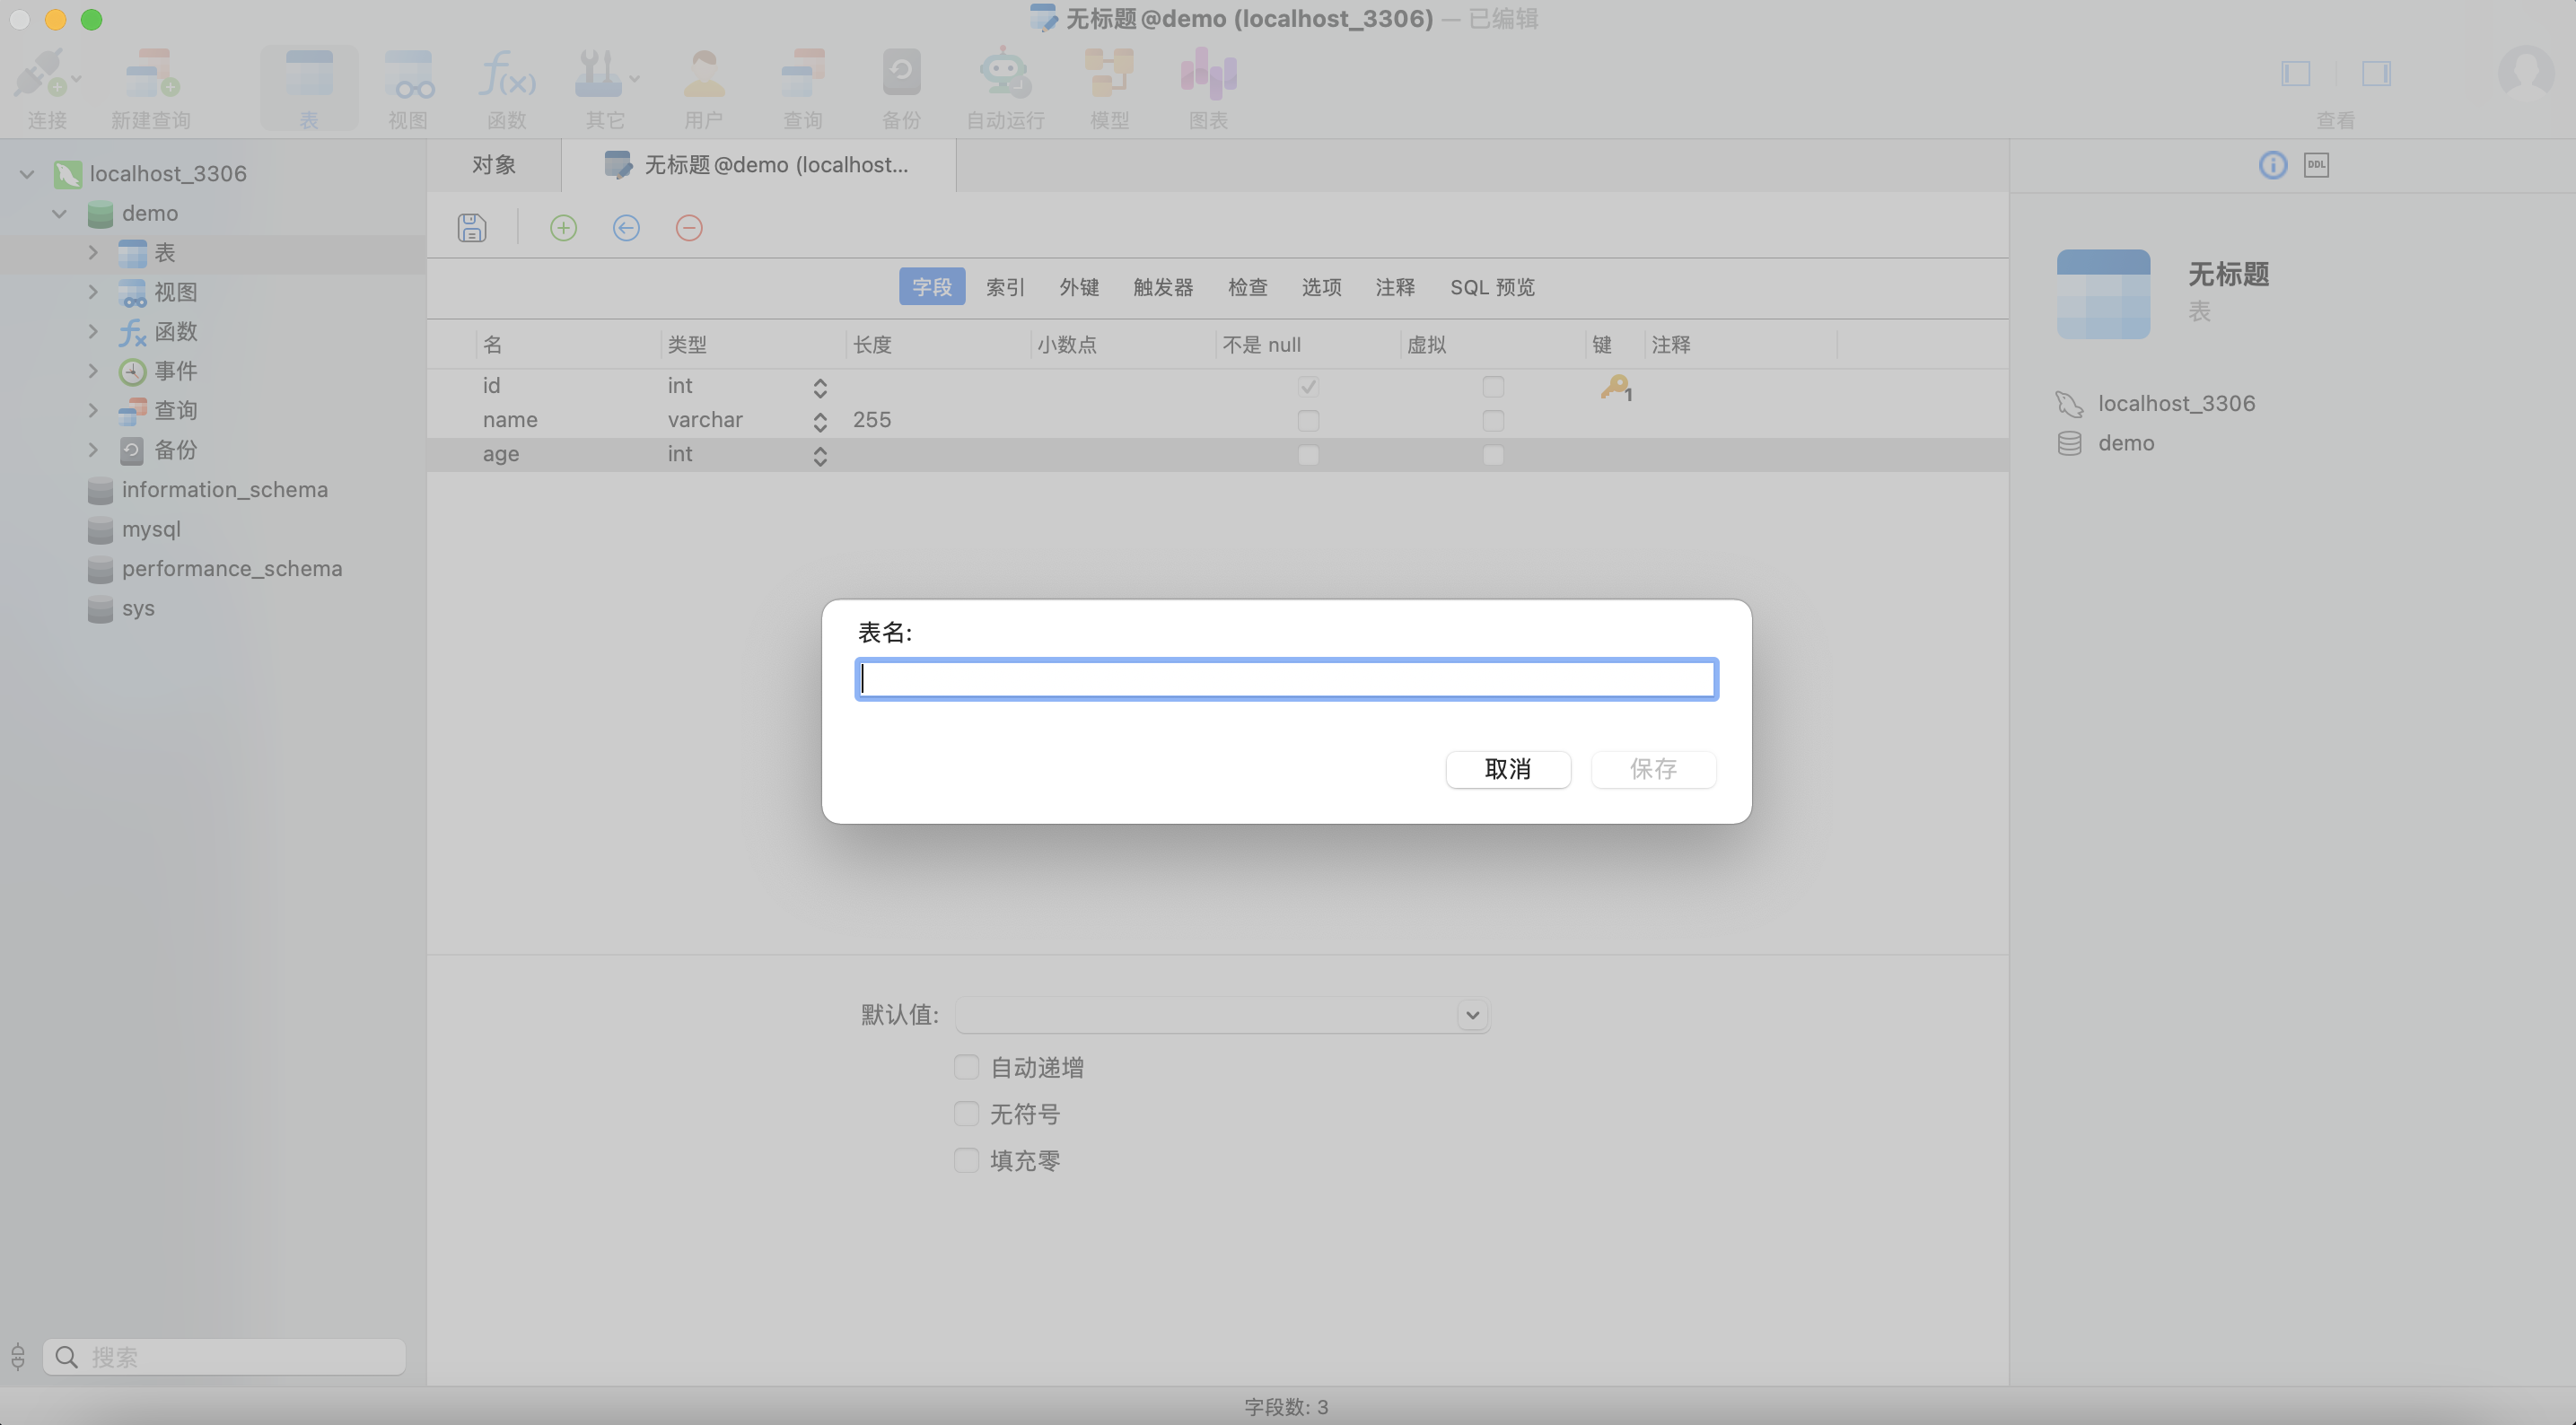 无标题@demo (localhost_3306) — 已编辑
连接 新建查询 表 视图 函数 其它 用户 查询 备份 自动运行 模型 图表 查看
localhost_3306
demo
表
视图
函数
事件
查询
备份
information_schema
mysql
performance_schema
sys
搜索
对象 无标题@demo (localhost...
字段 索引 外键 触发器 检查 选项 注释 SQL 预览
名 类型 长度 小数点 不是 null 虚拟 键 注释
id int 1
name varchar 255
age int
表名:
取消 保存
默认值:
自动递增
无符号
填充零
DDL
无标题
表
localhost_3306
demo
字段数: 3